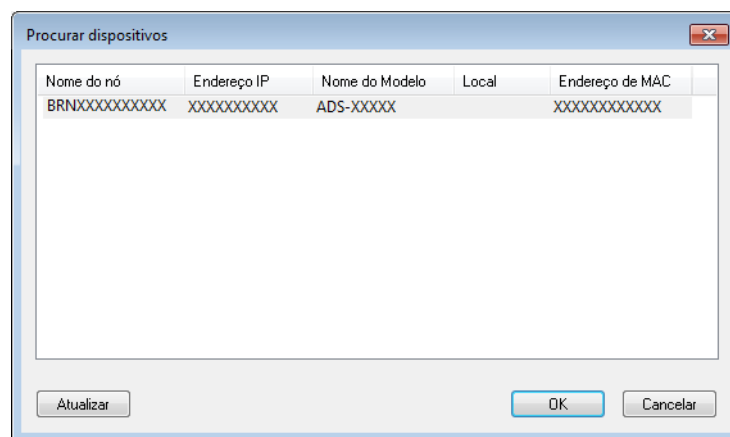 Procurar dispositivos
Nome do nó Endereço IP Nome do Modelo Local Endereço de MAC
BRNXXXXXXXXXX XXXXXXXXXX ADS-XXXXX XXXXXXXXXXXX
Atualizar OK Cancelar